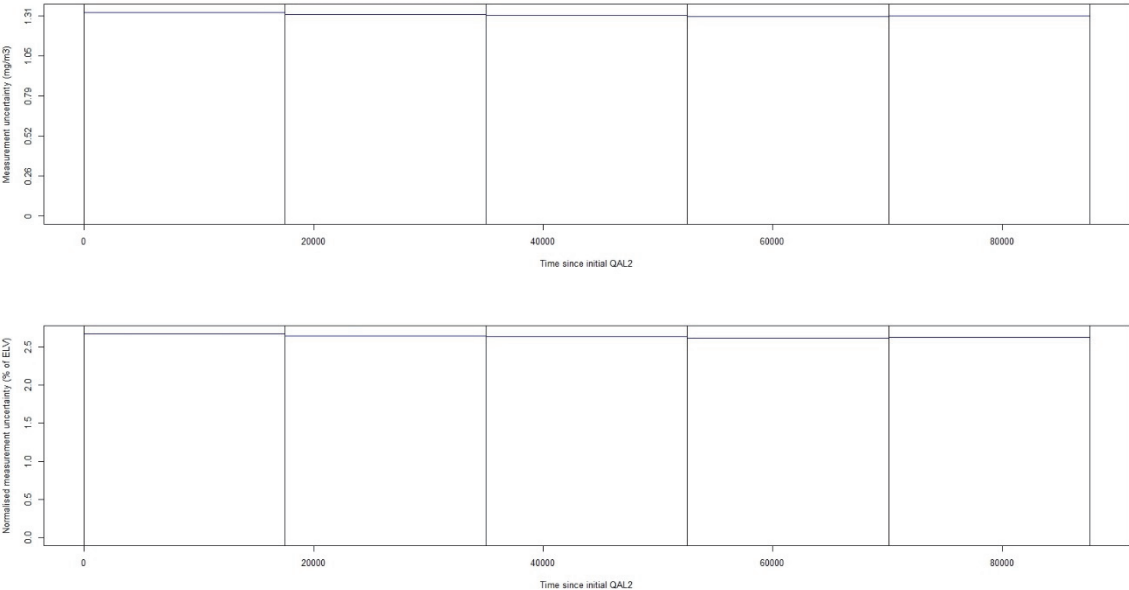 Measurement uncertainty (mg/m3)
1.31
1.05
0.79
0.52
0.26
0
0 20000 40000 60000 80000
Time since initial QAL2
Normalised measurement uncertainty (% of ELV)
2.5
2.0
1.5
1.0
0.5
0.0
0 20000 40000 60000 80000
Time since initial QAL2